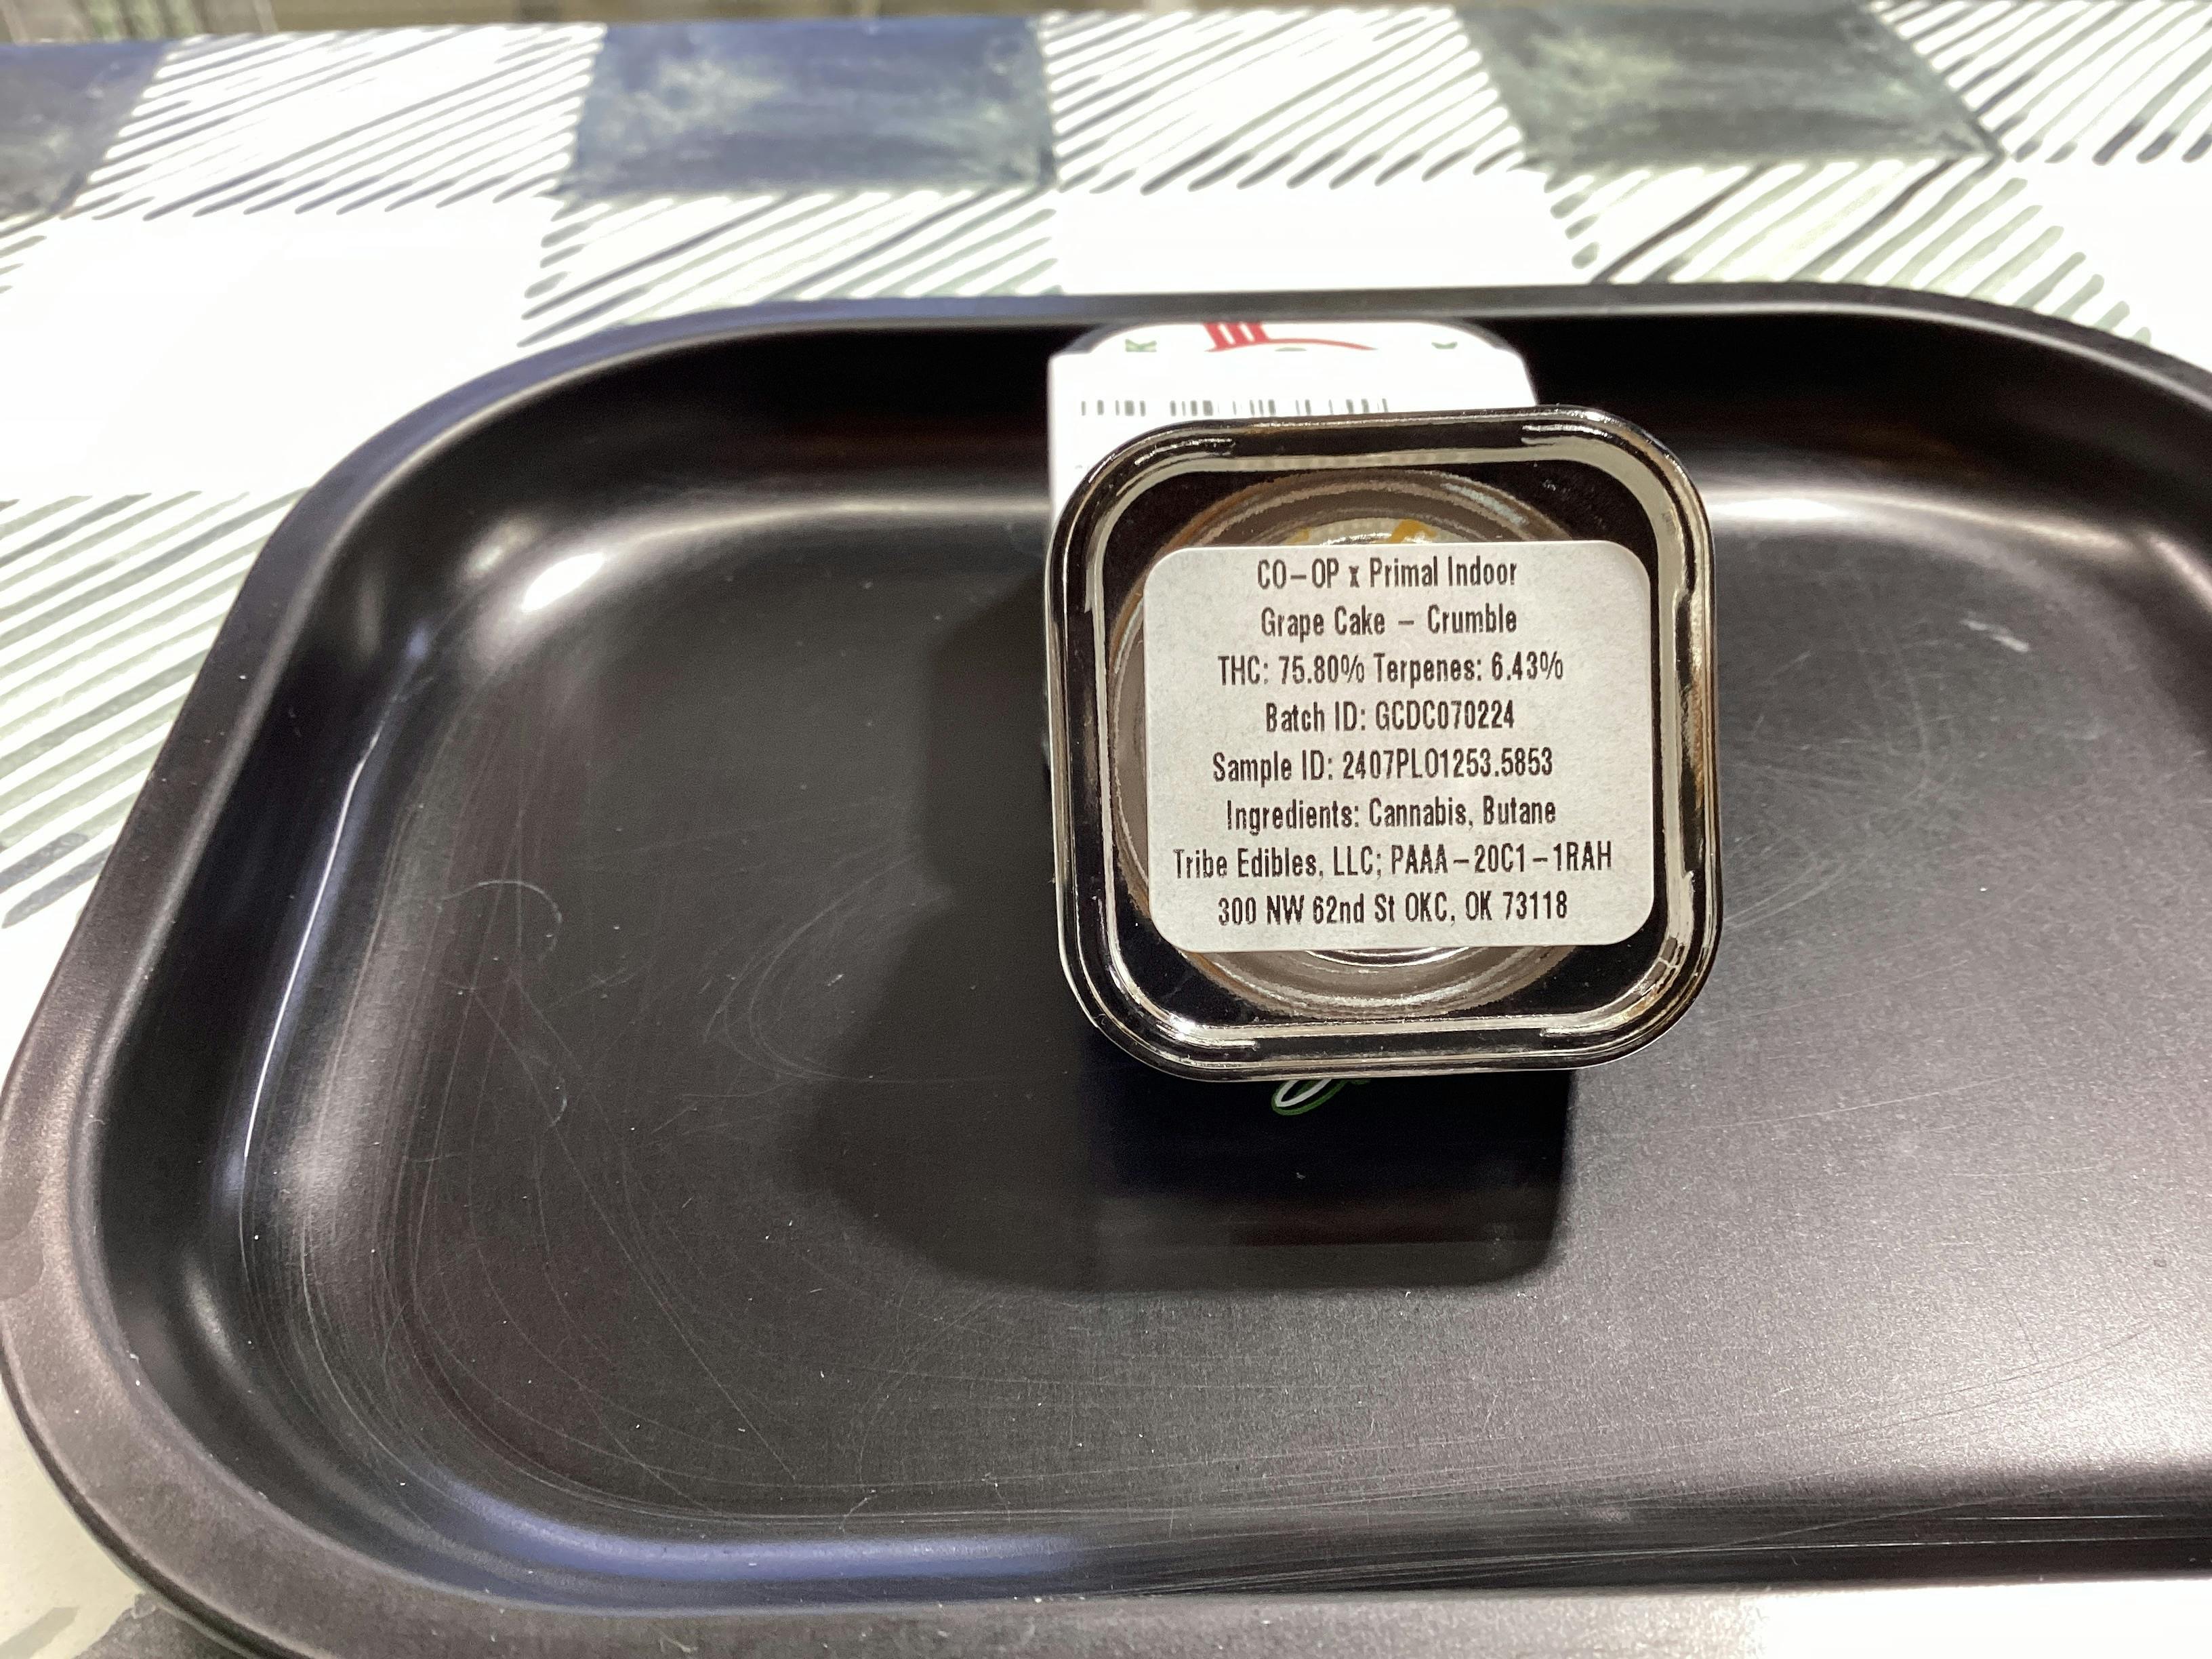 CO-OP x Primal Indoor
Grape Cake - Crumble
THC: 75.80% Terpenes: 6.43%
Batch ID: GCDC070224
Sample ID: 2407PLO1253.5853
Ingredients: Cannabis, Butane
Tribe Edibles, LLC; PAAA-20C1-1RAH
300 NW 62nd St OKC, OK 73118